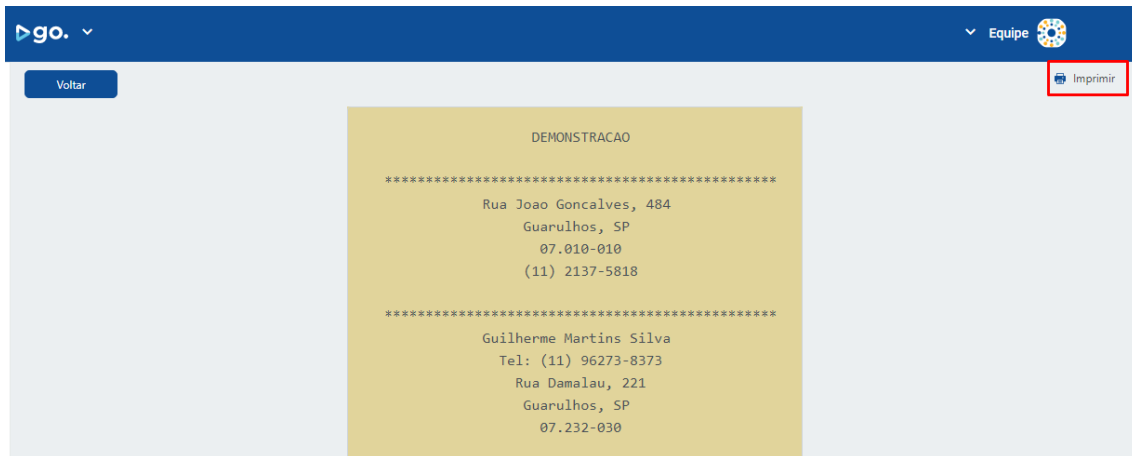 go.
Equipe
Voltar
Imprimir
DEMONSTRACAO
************************************************
Rua Joao Goncalves, 484
Guarulhos, SP
07.010-010
(11) 2137-5818
************************************************
Guilherme Martins Silva
Tel: (11) 96273-8373
Rua Damalau, 221
Guarulhos, SP
07.232-030